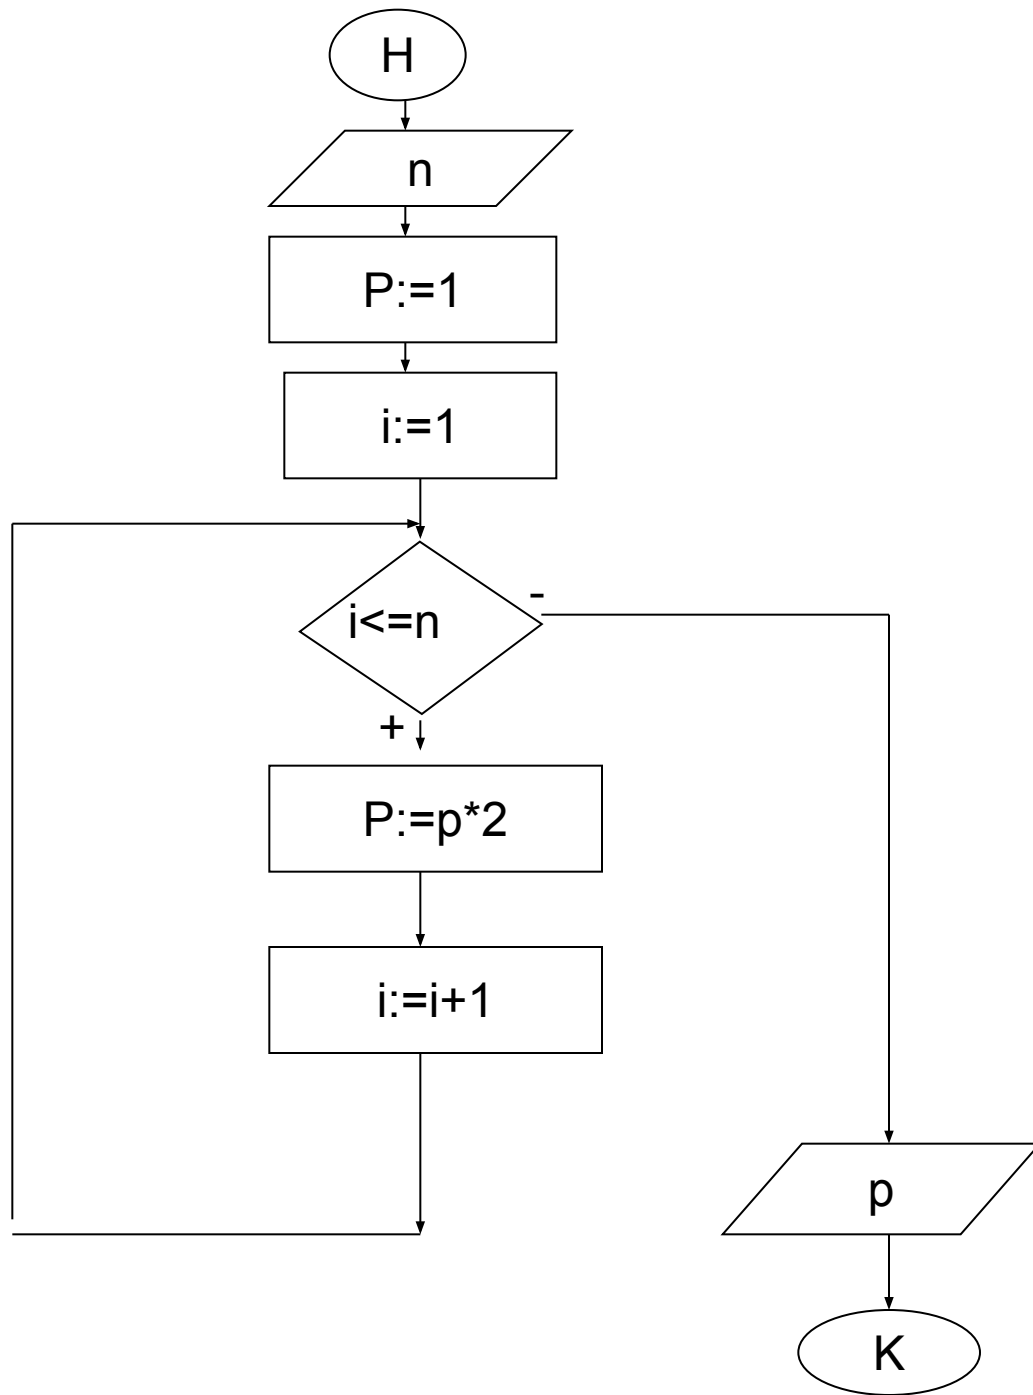 Н
n
P:=1
i:=1
i<=n
-
+
P:=p*2
i:=i+1
p
К